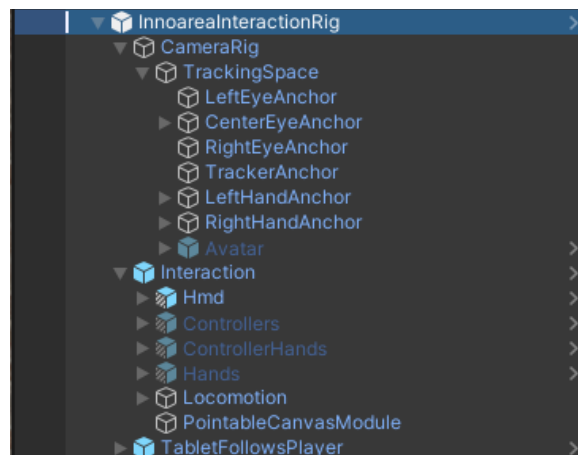 InnoareaInteractionRig
CameraRig
TrackingSpace
LeftEyeAnchor
CenterEyeAnchor
RightEyeAnchor
TrackerAnchor
LeftHandAnchor
RightHandAnchor
Avatar
Interaction
Hmd
Controllers
ControllerHands
Hands
Locomotion
PointableCanvasModule
TabletFollowsPlayer